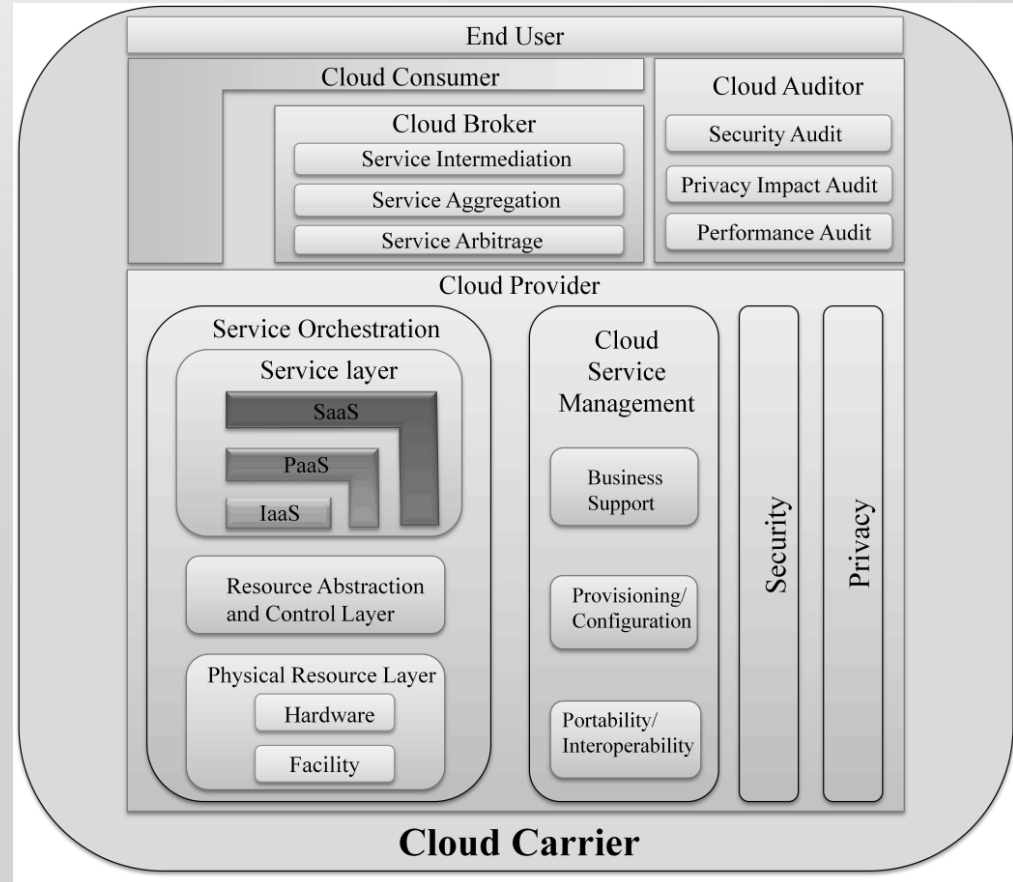 End User
Cloud Consumer
Cloud Broker
Service Intermediation
Service Aggregation
Service Arbitrage
Cloud Auditor
Security Audit
Privacy Impact Audit
Performance Audit
Cloud Provider
Service Orchestration
Service layer
SaaS
PaaS
IaaS
Resource Abstraction
and Control Layer
Physical Resource Layer
Hardware
Facility
Cloud
Service
Management
Business
Support
Provisioning/
Configuration
Portability/
Interoperability
Security
Privacy
Cloud Carrier